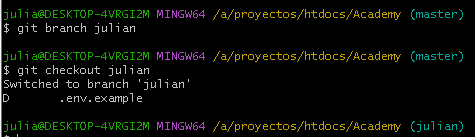 julia@DESKTOP-4VRGI2M MINGW64 /a/proyectos/htdocs/Academy (master)
$ git branch julian
julia@DESKTOP-4VRGI2M MINGW64 /a/proyectos/htdocs/Academy (master)
$ git checkout julian
Switched to branch 'julian'
D       .env.example
julia@DESKTOP-4VRGI2M MINGW64 /a/proyectos/htdocs/Academy (julian)